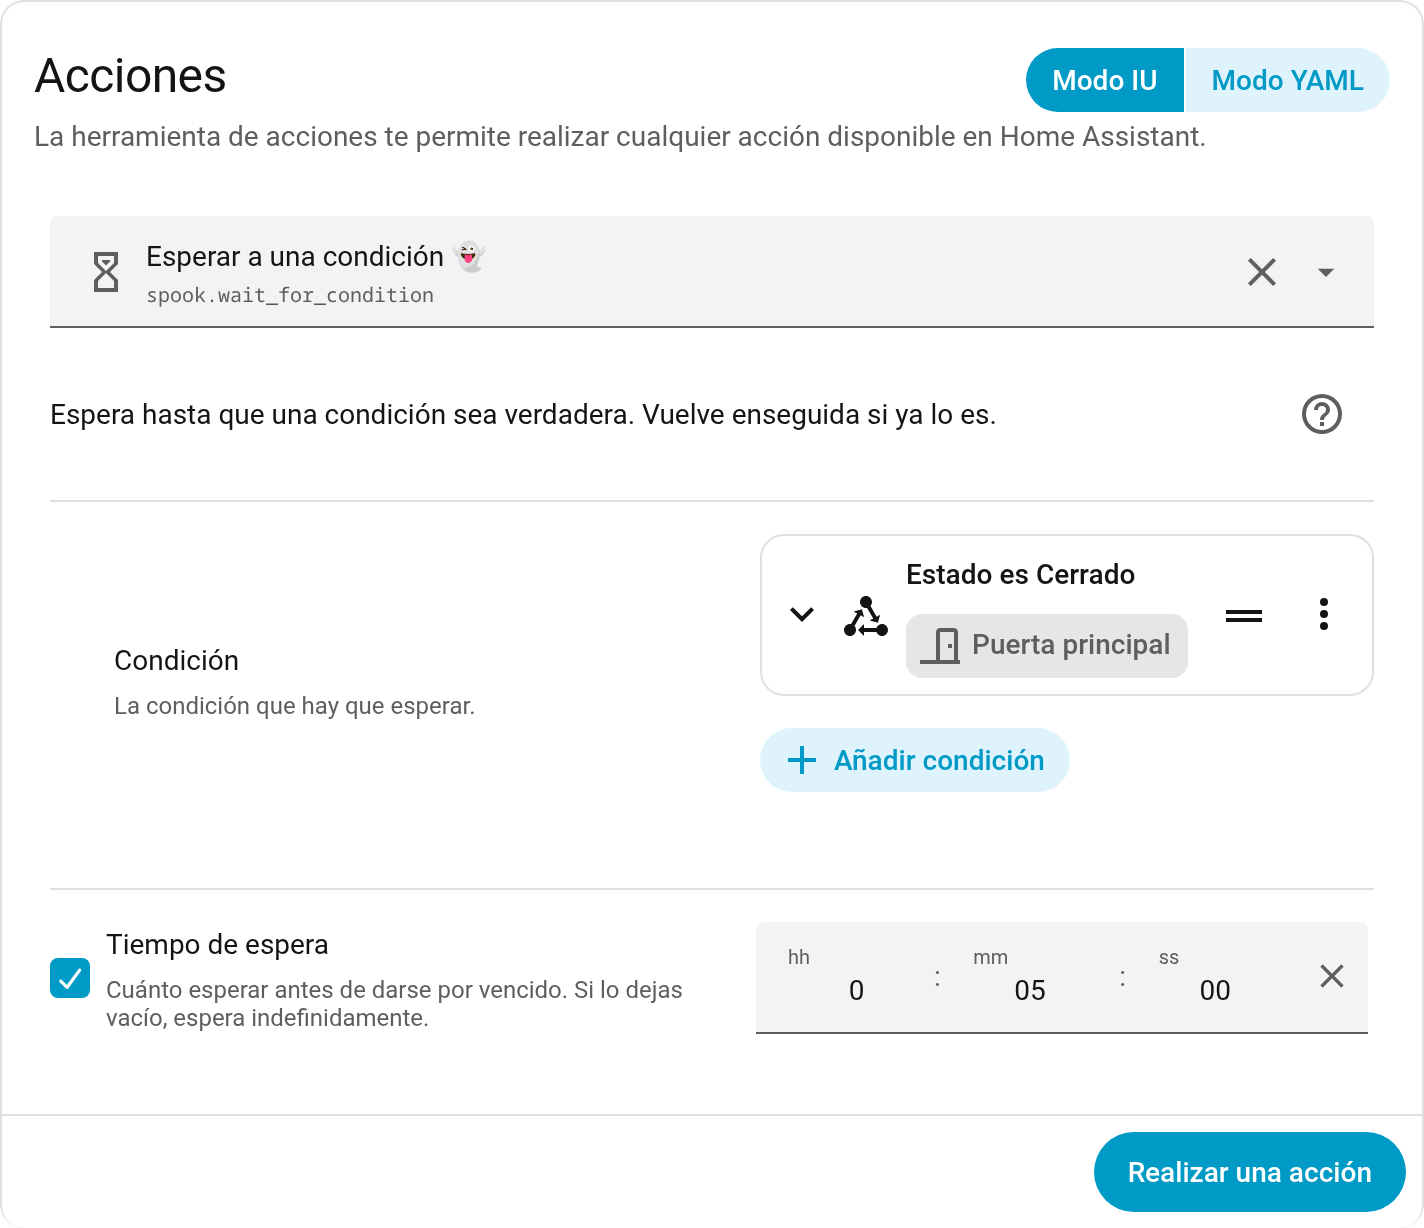 Acciones
Modo IU
Modo YAML
La herramienta de acciones te permite realizar cualquier acción disponible en Home Assistant.
Esperar a una condición 👻
spook.wait_for_condition
Espera hasta que una condición sea verdadera. Vuelve enseguida si ya lo es.
Condición
La condición que hay que esperar.
Estado es Cerrado
Puerta principal
Añadir condición
Tiempo de espera
Cuánto esperar antes de darse por vencido. Si lo dejas
vacío, espera indefinidamente.
hh mm ss
0 : 05 : 00
Realizar una acción